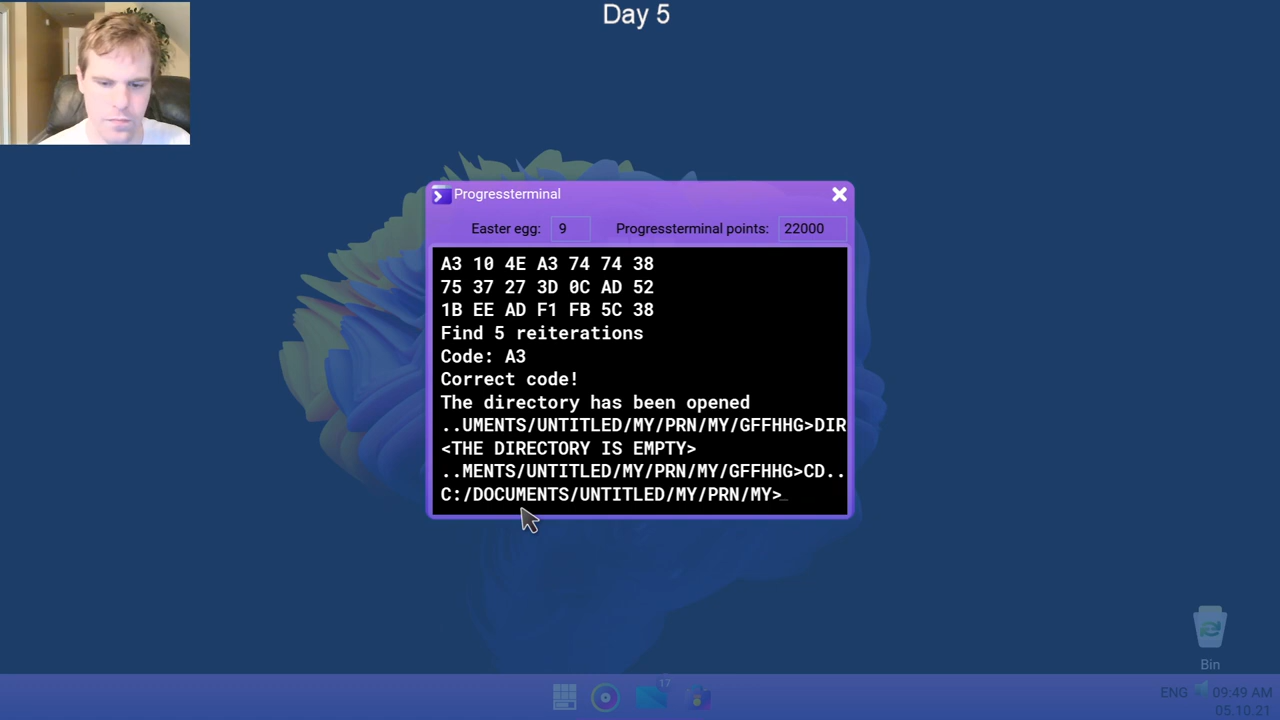 Day 5
Progressterminal
Easter egg: 9 Progressterminal points: 22000
A3 10 4E A3 74 74 38
75 37 27 3D 0C AD 52
1B EE AD F1 FB 5C 38
Find 5 reiterations
Code: A3
Correct code!
The directory has been opened
..UMENTS/UNTITLED/MY/PRN/MY/GFFHHG>DIR
<THE DIRECTORY IS EMPTY>
..MENTS/UNTITLED/MY/PRN/MY/GFFHHG>CD..
C:/DOCUMENTS/UNTITLED/MY/PRN/MY>_
Bin
17
ENG 09:49 AM
05.10.21